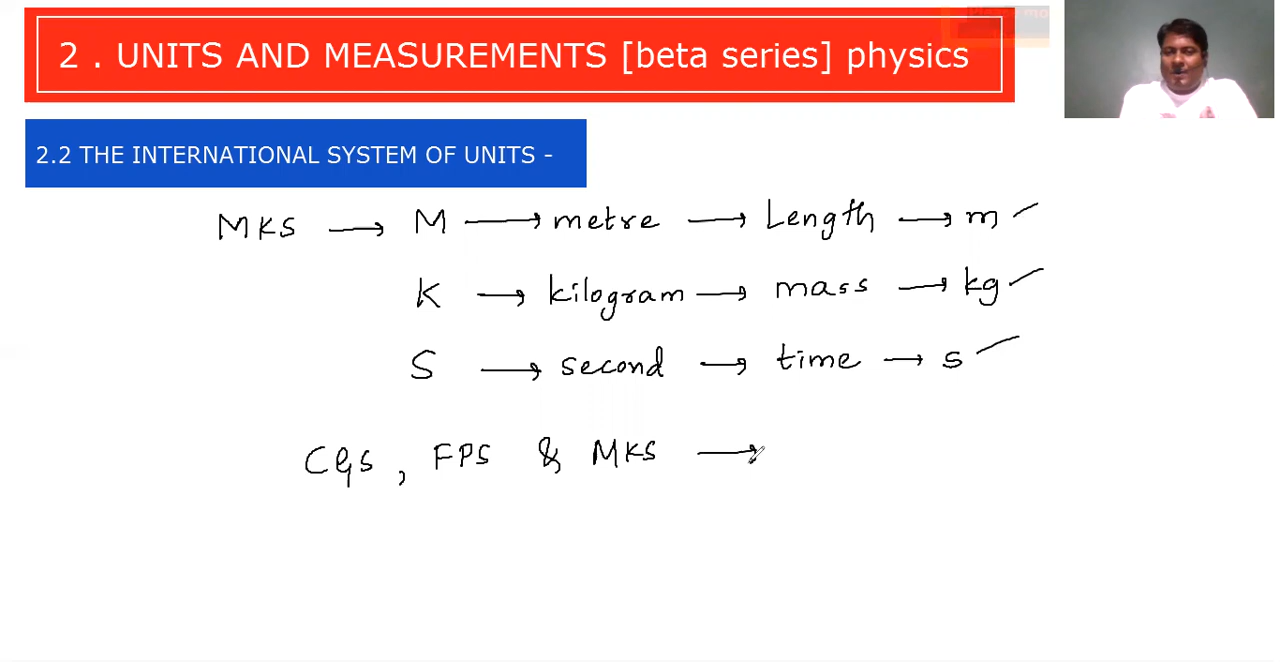 2 . UNITS AND MEASUREMENTS [beta series] physics
2.2 THE INTERNATIONAL SYSTEM OF UNITS -
MKS → M → metre → Length → m
K → kilogram → mass → kg
S → second → time → s
CGS , FPS & MKS →